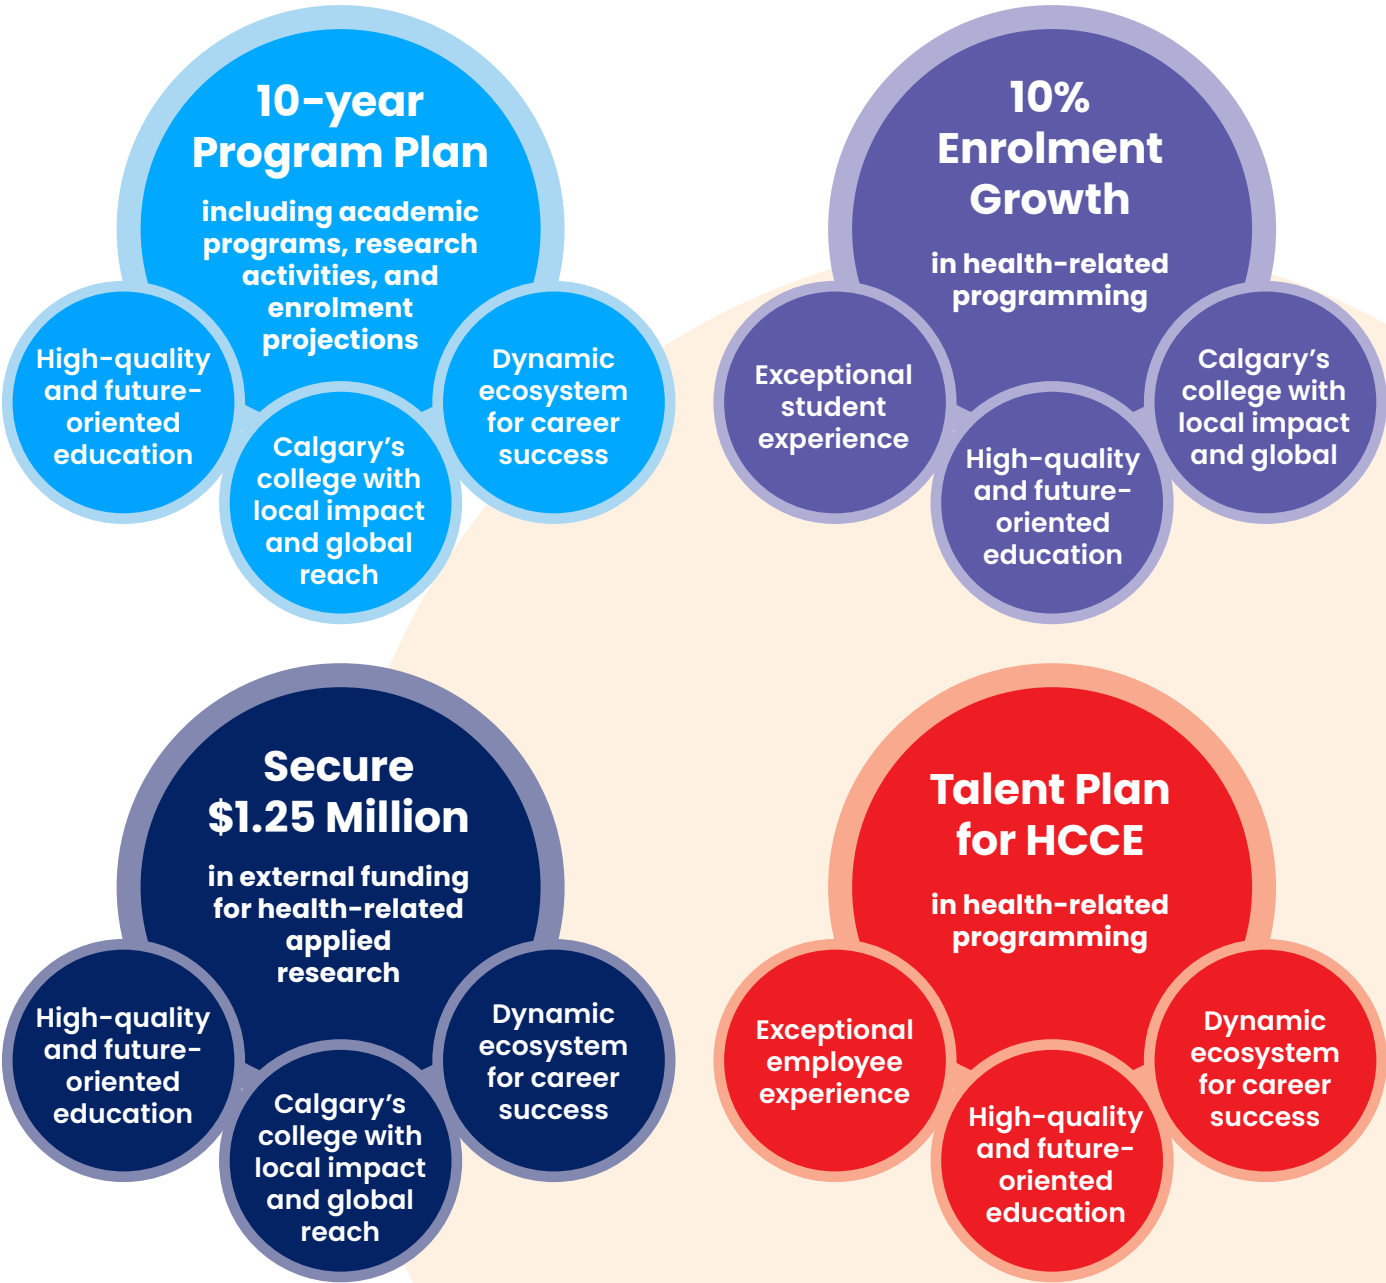 10-year
Program Plan
including academic
programs, research
activities, and
enrolment
projections
High-quality
and future-
oriented
education
Calgary's
college with
local impact
and global
reach
Dynamic
ecosystem
for career
success
10%
Enrolment
Growth
in health-related
programming
Exceptional
student
experience
High-quality
and future-
oriented
education
Calgary's
college with
local impact
and global
Secure
$1.25 Million
in external funding
for health-related
applied
research
High-quality
and future-
oriented
education
Calgary's
college with
local impact
and global
reach
Dynamic
ecosystem
for career
success
Talent Plan
for HCCE
in health-related
programming
Exceptional
employee
experience
High-quality
and future-
oriented
education
Dynamic
ecosystem
for career
success